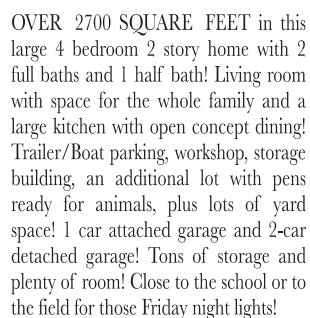 OVER 2700 SQUARE FEET in this
large 4 bedroom 2 story home with 2
full baths and 1 half bath! Living room
with space for the whole family and a
large kitchen with open concept dining!
Trailer/Boat parking, workshop, storage
building, an additional lot with pens
ready for animals, plus lots of yard
space! 1 car attached garage and 2-car
detached garage! Tons of storage and
plenty of room! Close to the school or to
the field for those Friday night lights!